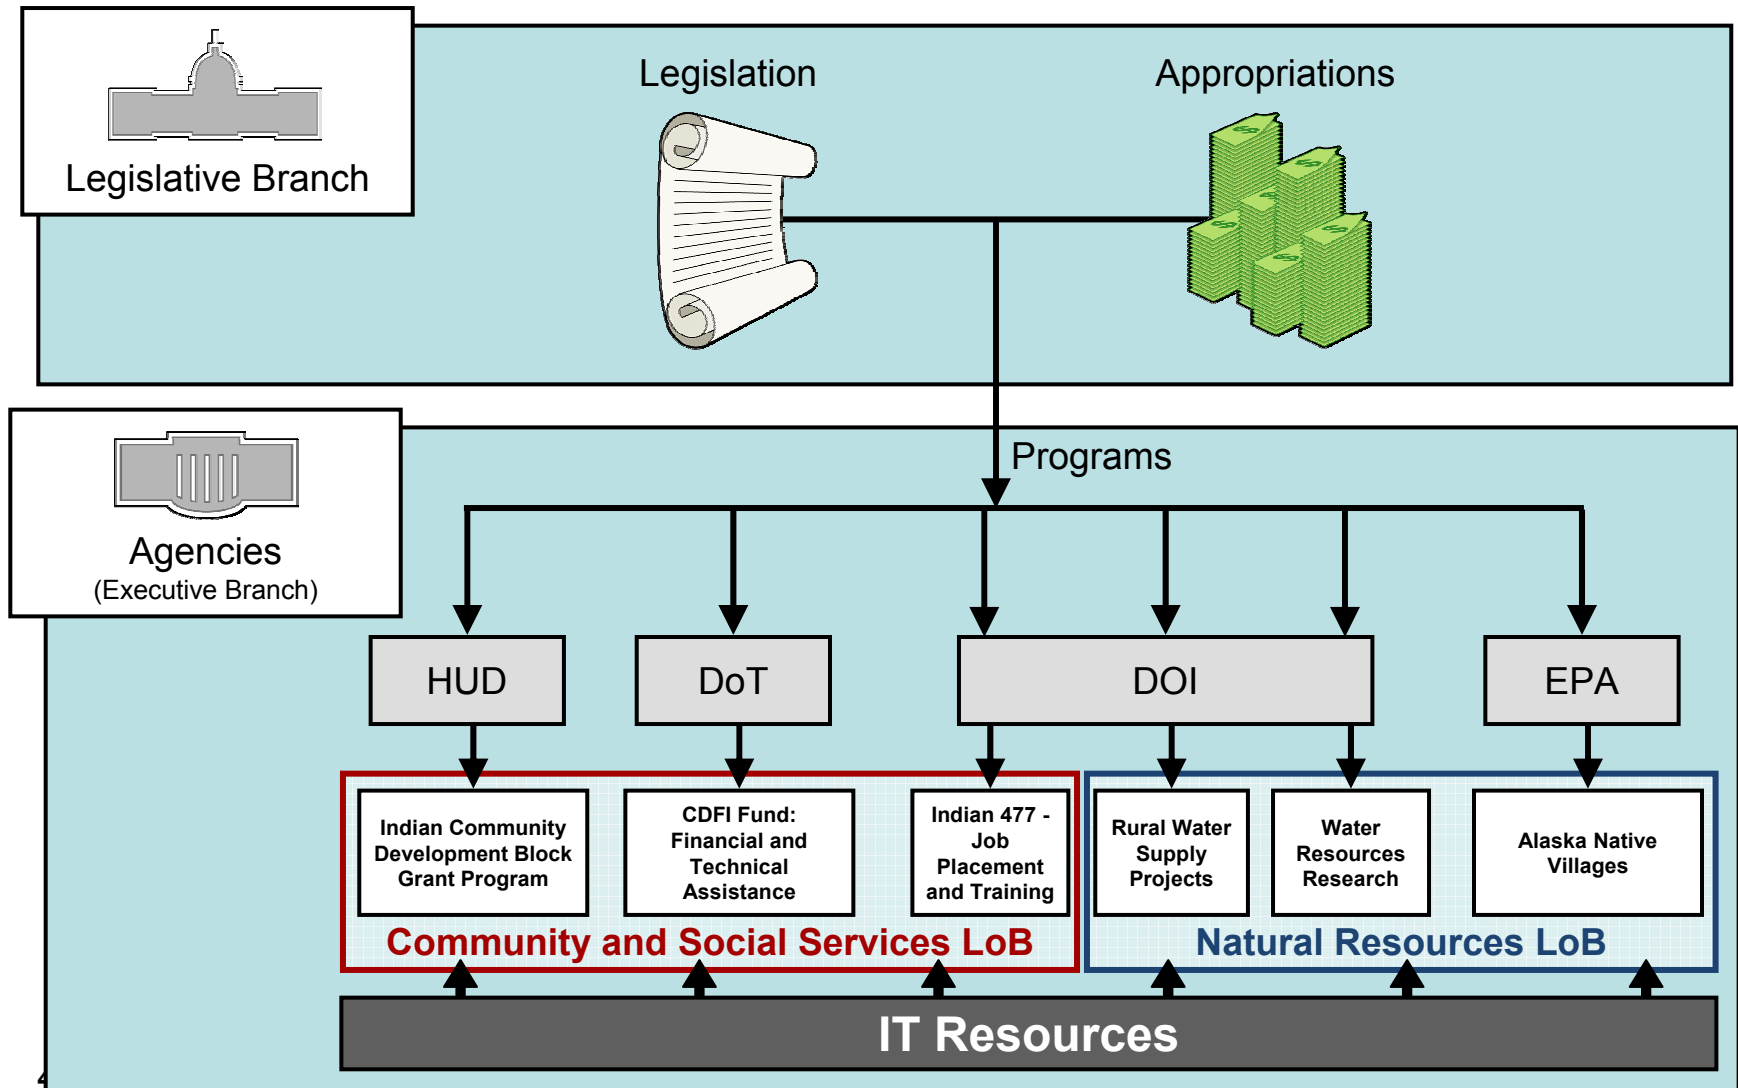 Legislative Branch
Legislation
Appropriations
Agencies
(Executive Branch)
Programs
HUD
DoT
DOI
EPA
Indian Community
Development Block
Grant Program
CDFI Fund:
Financial and
Technical
Assistance
Indian 477 -
Job
Placement
and Training
Rural Water
Supply
Projects
Water
Resources
Research
Alaska Native
Villages
Community and Social Services LoB
Natural Resources LoB
IT Resources